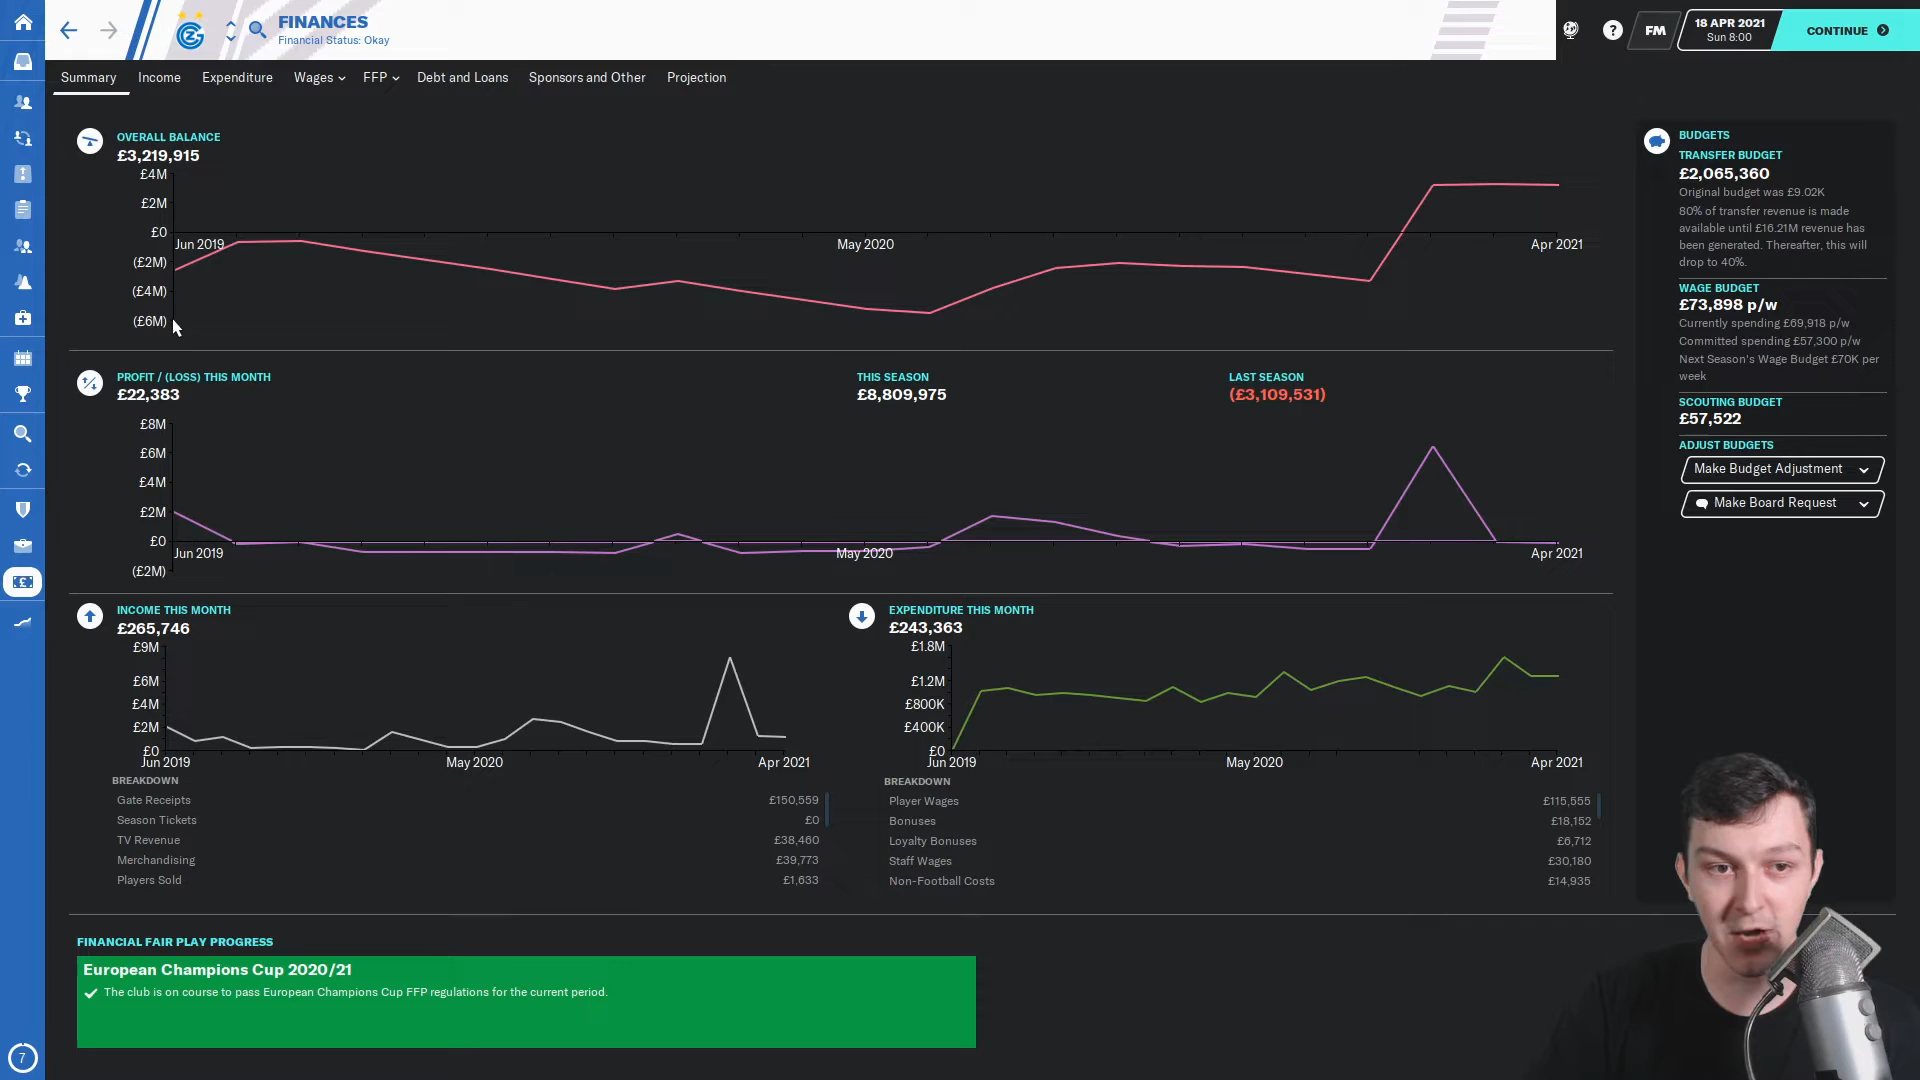 FINANCES
Financial Status: Okay
?
FM
18 APR 2021
Sun 8:00
CONTINUE
Summary
Income
Expenditure
Wages
FFP
Debt and Loans
Sponsors and Other
Projection
OVERALL BALANCE
£3,219,915
£4M
£2M
£0
(£2M)
(£4M)
(£6M)
Jun 2019
May 2020
Apr 2021
PROFIT / (LOSS) THIS MONTH
£22,383
THIS SEASON
£8,809,975
LAST SEASON
(£3,109,531)
£8M
£6M
£4M
£2M
£0
(£2M)
Jun 2019
May 2020
Apr 2021
INCOME THIS MONTH
£265,746
£9M
£6M
£4M
£2M
£0
Jun 2019
May 2020
Apr 2021
BREAKDOWN
Gate Receipts £150,559
Season Tickets £0
TV Revenue £38,460
Merchandising £39,773
Players Sold £1,633
EXPENDITURE THIS MONTH
£243,363
£1.8M
£1.2M
£800K
£400K
£0
Jun 2019
May 2020
Apr 2021
BREAKDOWN
Player Wages £115,555
Bonuses £18,152
Loyalty Bonuses £6,712
Staff Wages £30,180
Non-Football Costs £14,935
FINANCIAL FAIR PLAY PROGRESS
European Champions Cup 2020/21
The club is on course to pass European Champions Cup FFP regulations for the current period.
BUDGETS
TRANSFER BUDGET
£2,065,360
Original budget was £9.02K
80% of transfer revenue is made
available until £16.21M revenue has
been generated. Thereafter, this will
drop to 40%.
WAGE BUDGET
£73,898 p/w
Currently spending £69,918 p/w
Committed spending £57,300 p/w
Next Season's Wage Budget £70K per
week
SCOUTING BUDGET
£57,522
ADJUST BUDGETS
Make Budget Adjustment
Make Board Request
7